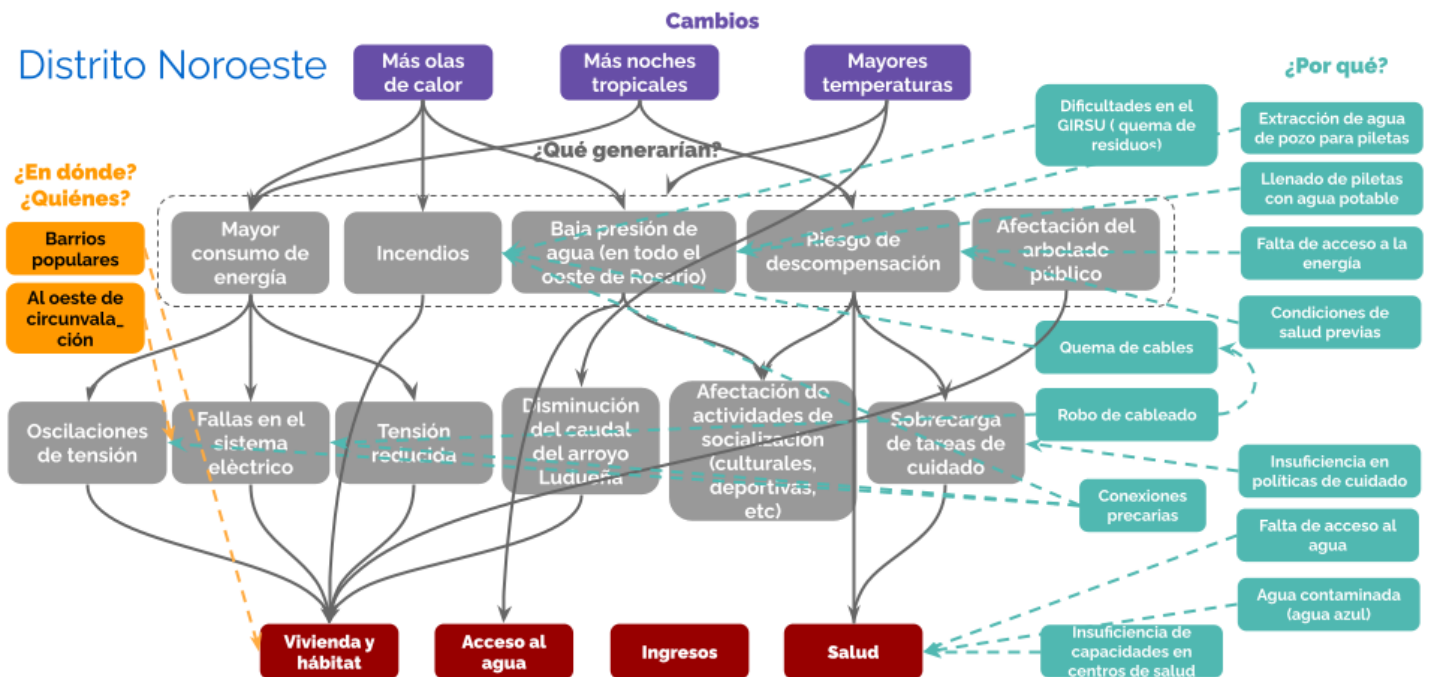 Cambios
Distrito Noroeste
Más olas
de calor
Más noches
tropicales
Mayores
temperaturas
¿Por qué?
Dificultades en el
GIRSU ( quema de
residuos)
Extracción de agua
de pozo para piletas
¿Qué generarían?
¿En dónde?
¿Quiénes?
Llenado de piletas
con agua potable
Barrios
populares
Mayor
consumo de
energía
Incendios
Baja presión de
agua (en todo el
oeste de Rosario)
Riesgo de
descompensación
Afectación del
arbolado
público
Falta de acceso a la
energía
Al oeste de
circunvala_
ción
Condiciones de
salud previas
Quema de cables
Oscilaciones
de tensión
Fallas en el
sistema
elèctrico
Tensión
reducida
Disminución
del caudal
del arroyo
Ludueña
Afectación de
actividades de
socialización
(culturales,
deportivas,
etc)
Sobrecarga
de tareas de
cuidado
Robo de cableado
Insuficiencia en
políticas de cuidado
Conexiones
precarias
Falta de acceso al
agua
Agua contaminada
(agua azul)
Vivienda y
hábitat
Acceso al
agua
Ingresos
Salud
Insuficiencia de
capacidades en
centros de salud